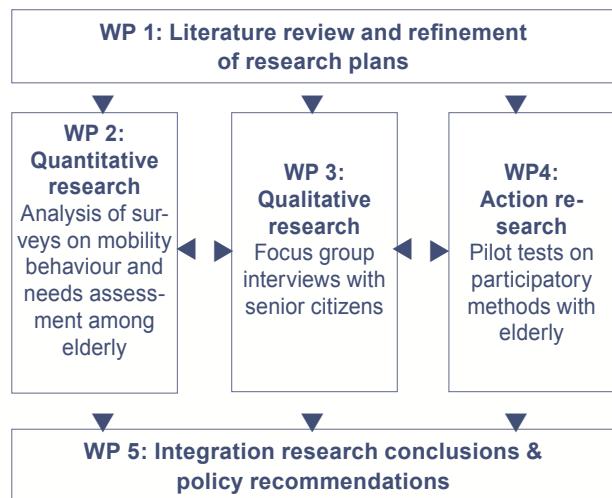 WP 1: Literature review and refinement
of research plans
WP 2:
Quantitative
research
Analysis of sur-
veys on mobility
behaviour and
needs assess-
ment among
elderly
WP 3:
Qualitative
research
Focus group
interviews with
senior citizens
WP4:
Action re-
search
Pilot tests on
participatory
methods with
elderly
WP 5: Integration research conclusions &
policy recommendations